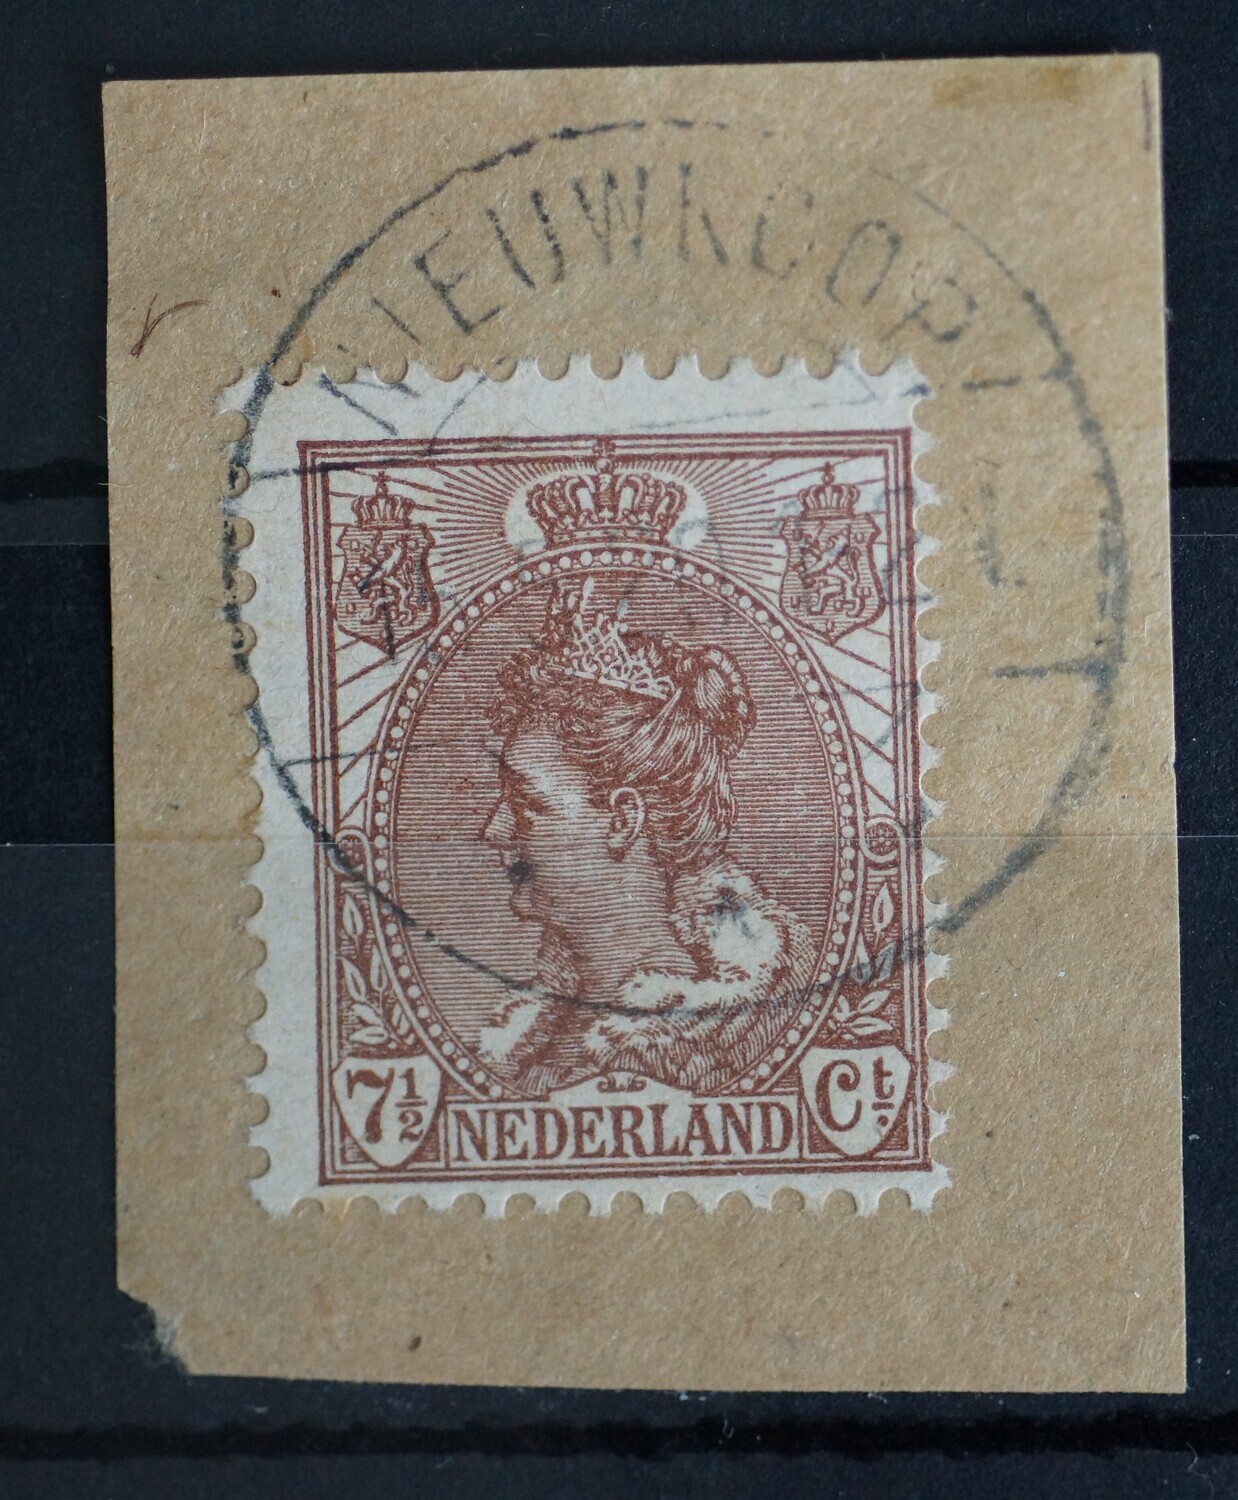 NIEUWKOOP
7½ Ct.
NEDERLAND